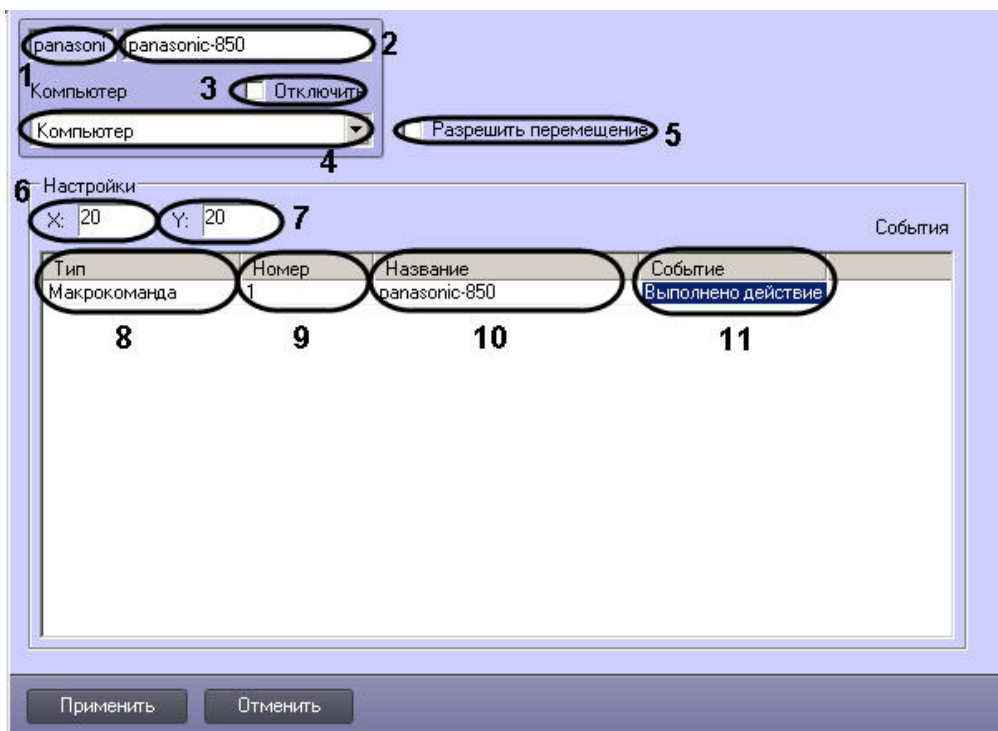 panasoni panasonic-850 2
1 Компьютер 3 Отключить
Компьютер Разрешить перемещение 5
4
6 Настройки
X: 20 Y: 20 7 События
Тип Номер Название Событие
Макрокоманда 1 panasonic-850 Выполнено действие
8 9 10 11
Применить Отменить